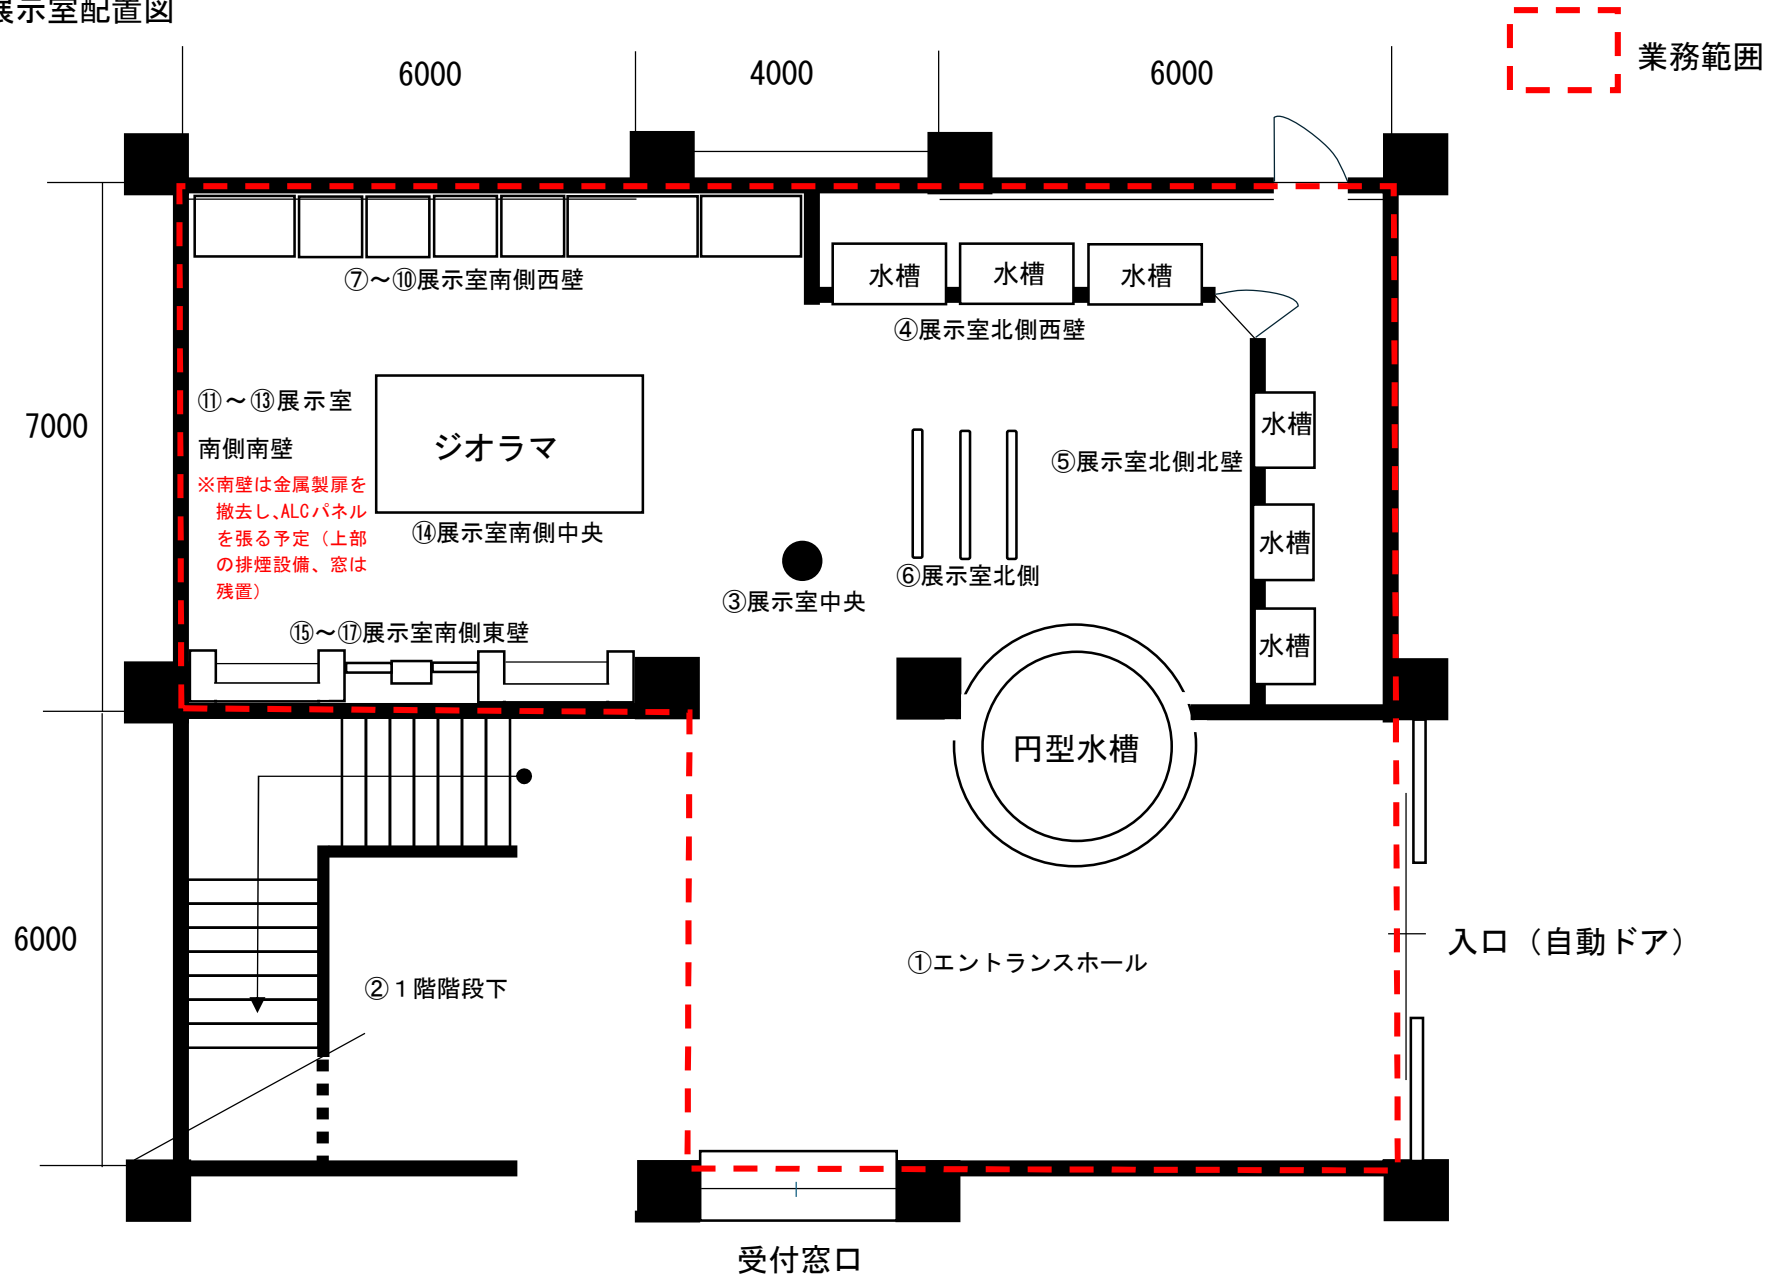 展示室配置図
業務範囲
6000
4000
6000
⑦～⑩展示室南側西壁
水槽
水槽
水槽
④展示室北側西壁
7000
⑪～⑬展示室
南側南壁
※南壁は金属製扉を
撤去し、ALCパネル
を張る予定（上部
の排煙設備、窓は
残置）
ジオラマ
⑭展示室南側中央
水槽
⑤展示室北側北壁
水槽
⑥展示室北側
③展示室中央
⑮～⑰展示室南側東壁
水槽
円型水槽
6000
入口（自動ドア）
①エントランスホール
②１階階段下
受付窓口